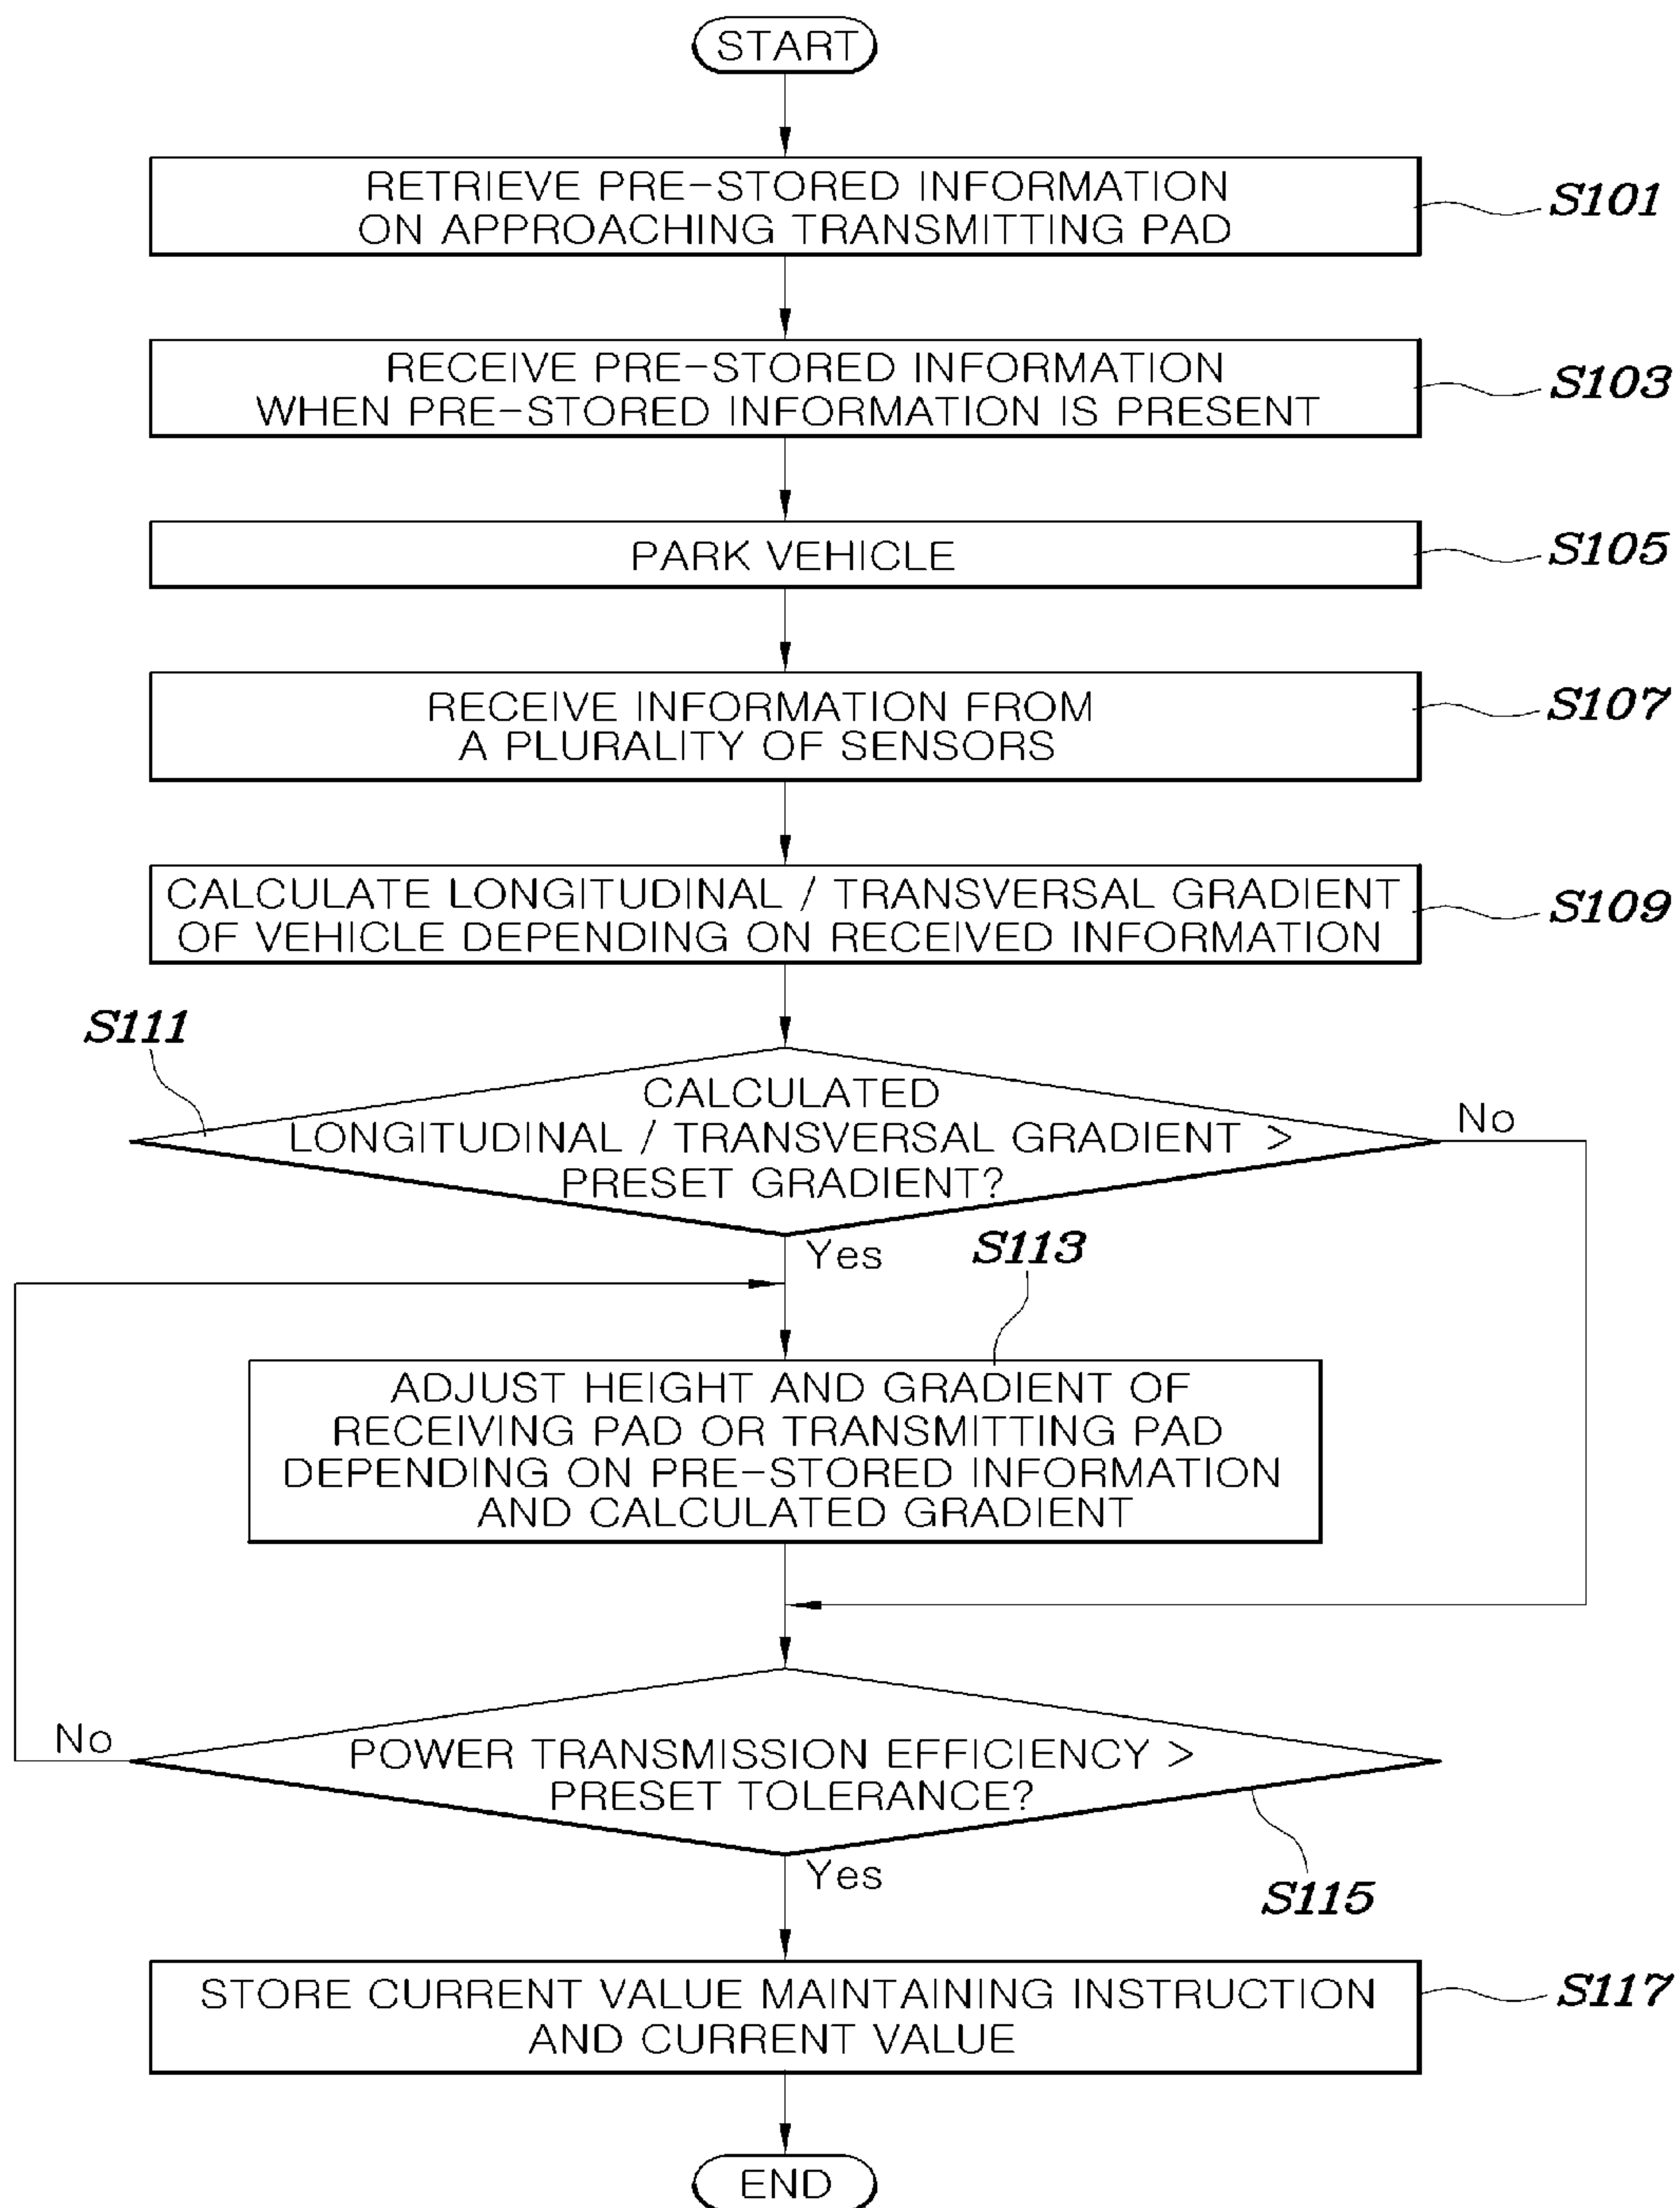 START
RETRIEVE PRE-STORED INFORMATION
ON APPROACHING TRANSMITTING PAD
S101
RECEIVE PRE-STORED INFORMATION
WHEN PRE-STORED INFORMATION IS PRESENT
S103
PARK VEHICLE
S105
RECEIVE INFORMATION FROM
A PLURALITY OF SENSORS
S107
CALCULATE LONGITUDINAL / TRANSVERSAL GRADIENT
OF VEHICLE DEPENDING ON RECEIVED INFORMATION
S109
S111
CALCULATED
LONGITUDINAL / TRANSVERSAL GRADIENT >
PRESET GRADIENT?
No
Yes
S113
ADJUST HEIGHT AND GRADIENT OF
RECEIVING PAD OR TRANSMITTING PAD
DEPENDING ON PRE-STORED INFORMATION
AND CALCULATED GRADIENT
No
POWER TRANSMISSION EFFICIENCY >
PRESET TOLERANCE?
Yes
S115
STORE CURRENT VALUE MAINTAINING INSTRUCTION
AND CURRENT VALUE
S117
END